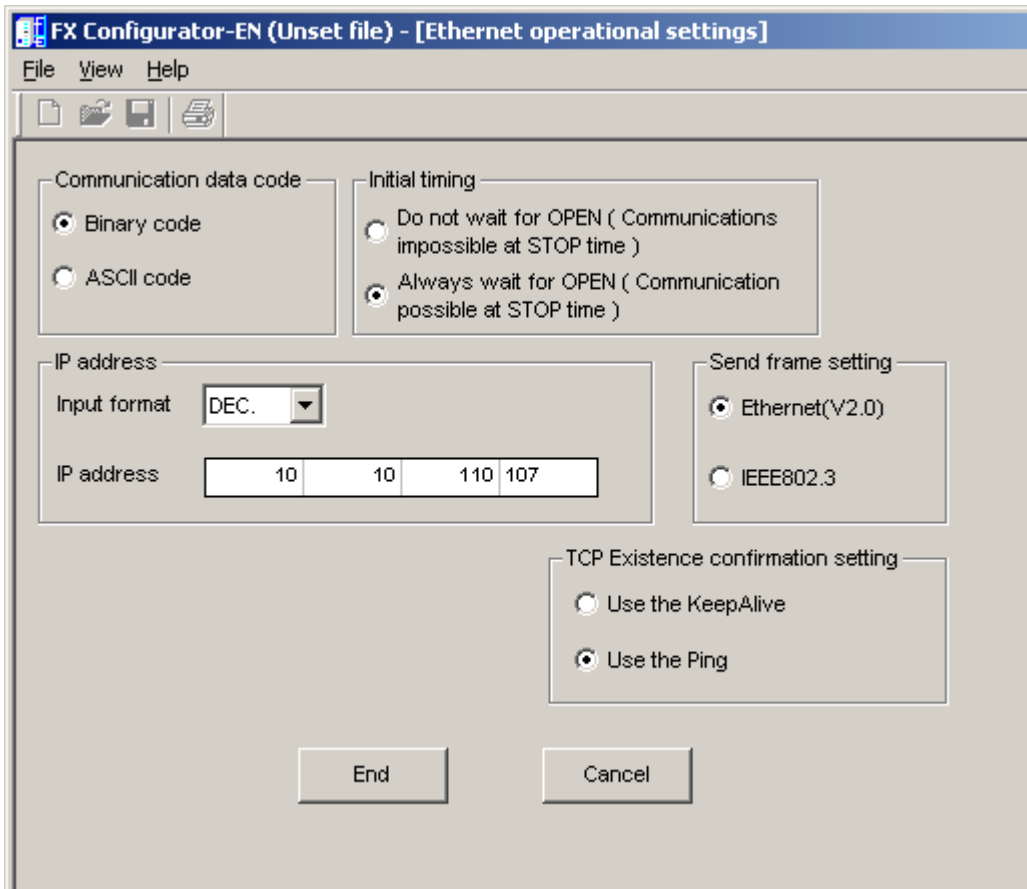 FX Configurator-EN (Unset file) - [Ethernet operational settings]
File View Help
Communication data code
Binary code
ASCII code
Initial timing
Do not wait for OPEN ( Communications
impossible at STOP time )
Always wait for OPEN ( Communication
possible at STOP time )
IP address
Input format DEC.
IP address 10 10 110 107
Send frame setting
Ethernet(V2.0)
IEEE802.3
TCP Existence confirmation setting
Use the KeepAlive
Use the Ping
End Cancel